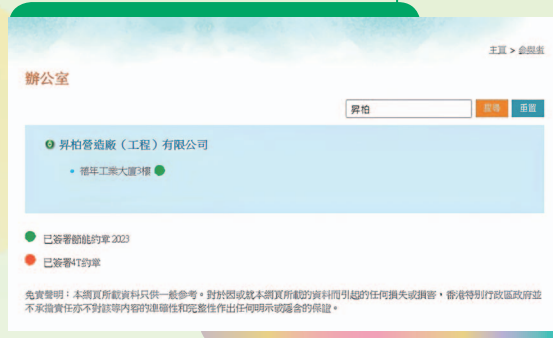 主頁 > 參與者
辦公室
昇柏
搜尋 重置
昇柏營造廠（工程）有限公司
禧年工業大廈3樓
已簽署節能約章 2023
已簽署4T約章
免責聲明：本網頁所載資料只供一般參考。對於因或就本網頁所載的資料而引起的任何損失或損害，香港特別行政區政府並
不承擔責任亦不對該等內容的準確性和完整性作出任何明示或隱含的保證。